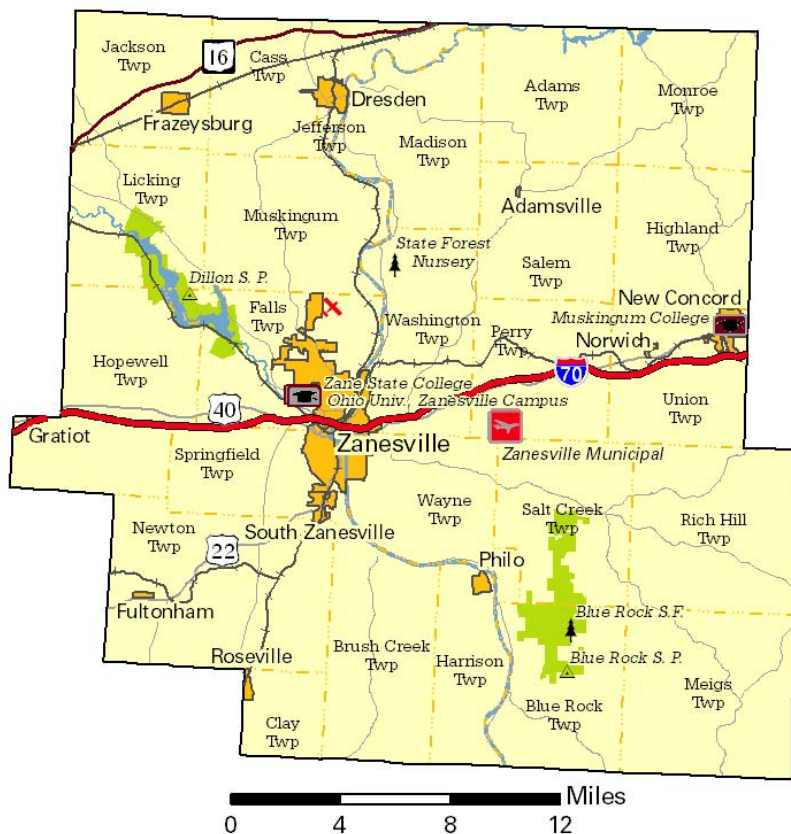 Jackson
Twp
16
Cass
Twp
Dresden
Adams
Twp
Monroe
Twp
Frazeysburg
Jefferson
Twp
Madison
Twp
Licking
Twp
Adamsville
Muskingum
Twp
Highland
Twp
State Forest
Nursery
Salem
Twp
Dillon S. P.
New Concord
Falls
Twp
Washington
Twp
Muskingum College
Perry
Twp
Norwich
Hopewell
Twp
70
Zane State College
Ohio Univ. Zanesville Campus
40
Union
Twp
Gratiot
Zanesville
Springfield
Twp
Zanesville Municipal
Wayne
Twp
Salt Creek
Twp
Rich Hill
Twp
Newton
Twp
22
South Zanesville
Philo
Fultonham
Blue Rock S.F.
Roseville
Brush Creek
Twp
Harrison
Twp
Blue Rock S. P.
Meigs
Twp
Blue Rock
Twp
Clay
Twp
Miles
0 4 8 12